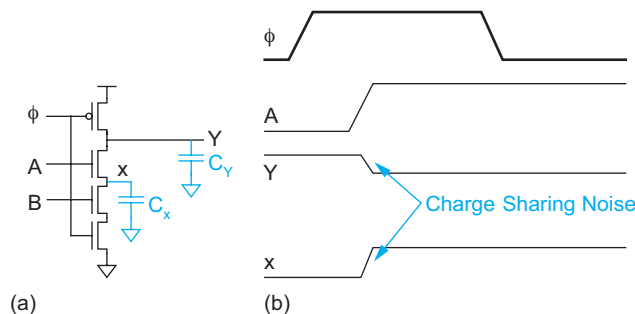 ϕ
A
B
x
Y
C_Y
C_x
(a)
ϕ
A
Y
Charge Sharing Noise
x
(b)